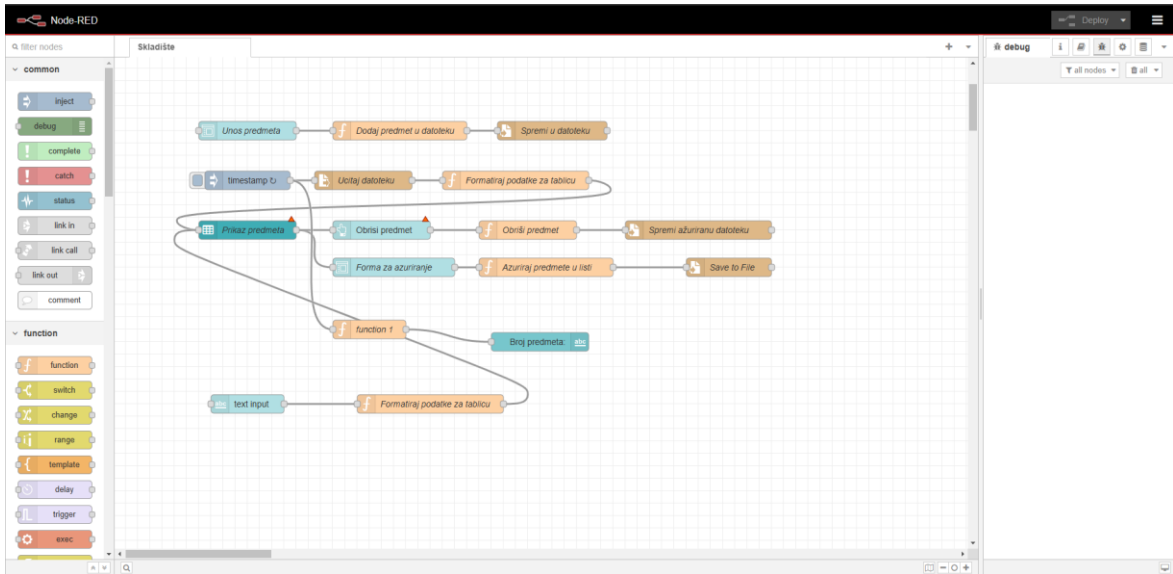 Node-RED
Deploy
filter nodes
Skladište
debug
i
all nodes
all
common
inject
debug
complete
catch
status
link in
link call
link out
comment
function
function
switch
change
range
template
delay
trigger
exec
Unos predmeta
Dodaj predmet u datoteku
Spremi u datoteku
timestamp ↻
Ucitaj datoteku
Formatiraj podatke za tablicu
Prikaz predmeta
Obrisi predmet
Obriši predmet
Spremi ažuriranu datoteku
Forma za azuriranje
Azuriraj predmete u listi
Save to File
function 1
Broj predmeta:
abc
abc
text input
Formatiraj podatke za tablicu